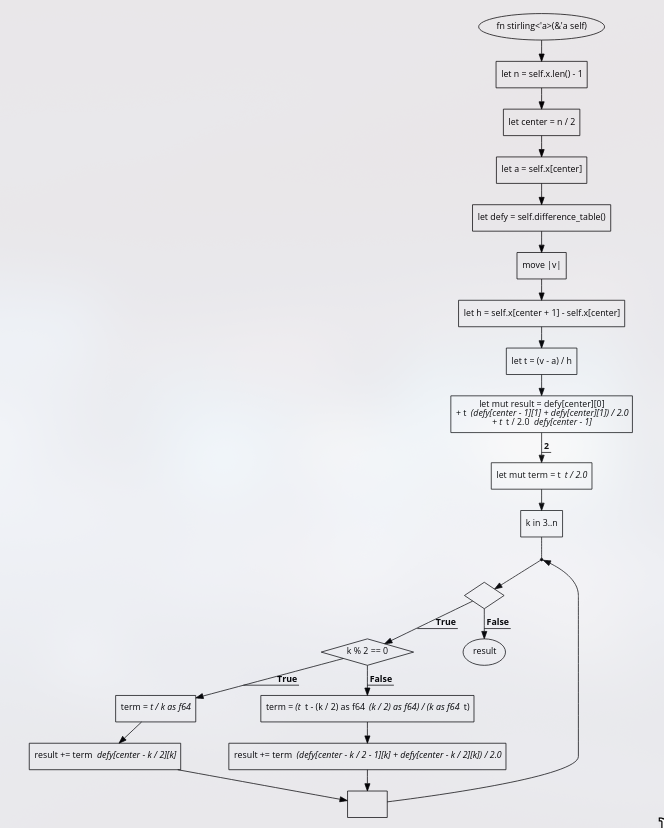 fn stirling<'a>(&'a self)
let n = self.x.len() - 1
let center = n / 2
let a = self.x[center]
let defy = self.difference_table()
move |v|
let h = self.x[center + 1] - self.x[center]
let t = (v - a) / h
let mut result = defy[center][0]
+ t (defy[center - 1][1] + defy[center][1]) / 2.0
+ t t / 2.0 defy[center - 1]
2
let mut term = t t / 2.0
k in 3..n
True
False
k % 2 == 0
result
True
False
term = t / k as f64
term = (t t - (k / 2) as f64 (k / 2) as f64) / (k as f64 t)
result += term defy[center - k / 2][k]
result += term (defy[center - k / 2 - 1][k] + defy[center - k / 2][k]) / 2.0